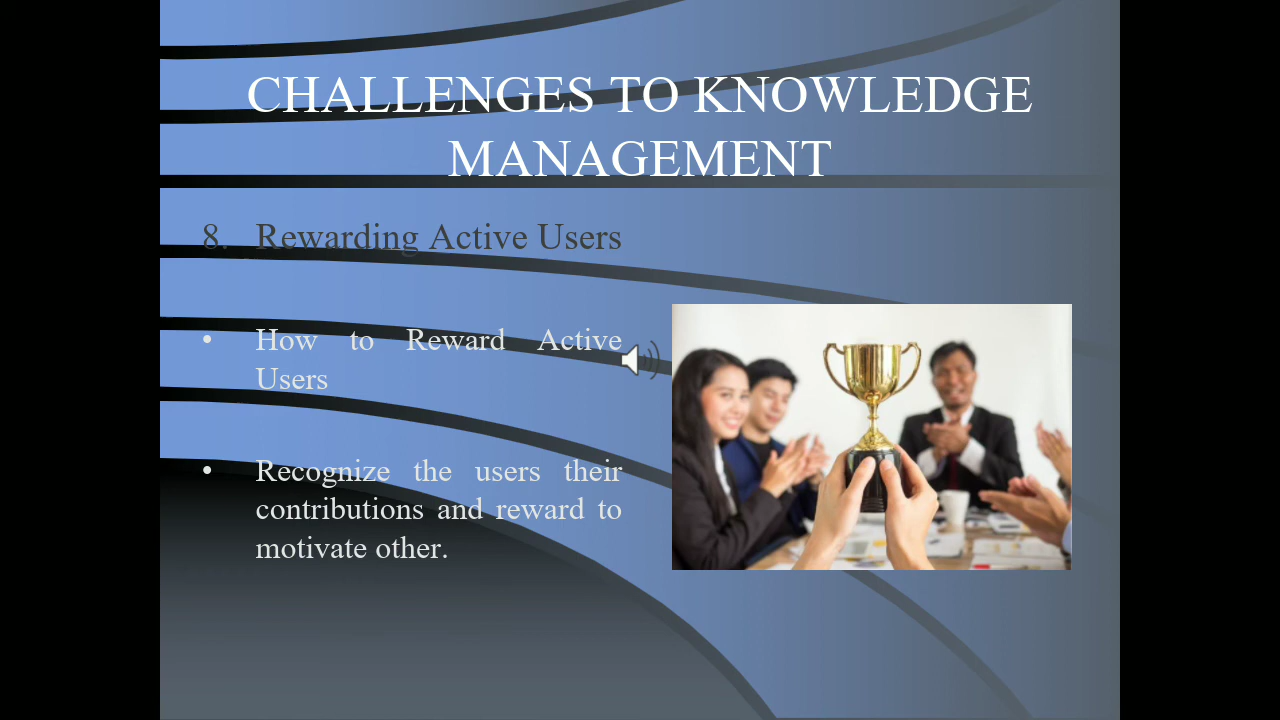 CHALLENGES TO KNOWLEDGE
MANAGEMENT
8. Rewarding Active Users
• How to Reward Active
Users
• Recognize the users their
contributions and reward to
motivate other.